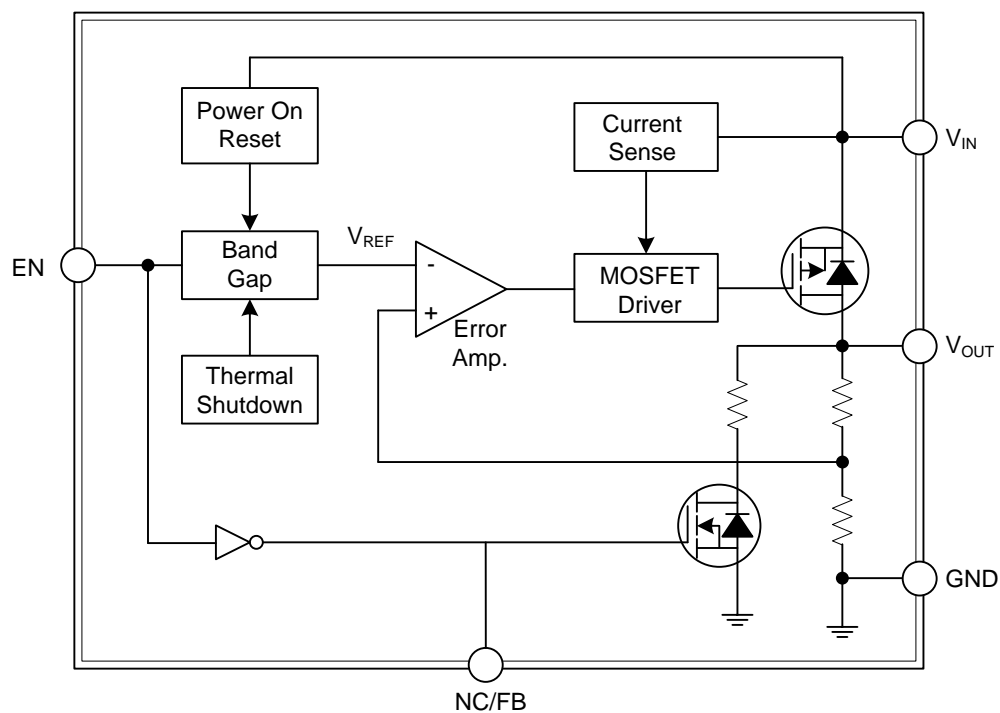 Power On
Reset
Current
Sense
V_IN
EN
Band
Gap
V_REF
-
+
Error
Amp.
MOSFET
Driver
V_OUT
Thermal
Shutdown
GND
NC/FB